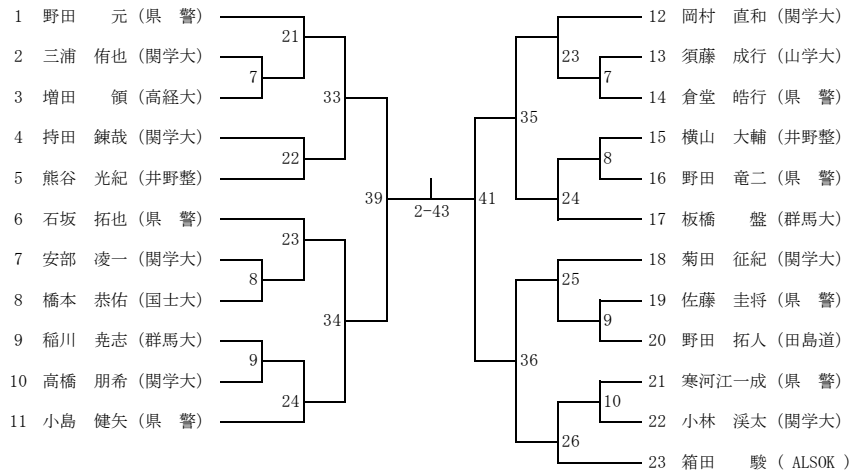 1 野田 元(県 警)
2 三浦 侑也(関学大)
3 増田 領(高経大)
4 持田 錬哉(関学大)
5 熊谷 光紀(井野整)
6 石坂 拓也(県 警)
7 安部 凌一(関学大)
8 橋本 恭佑(国士大)
9 稲川 尭志(群馬大)
10 高橋 朋希(関学大)
11 小島 健矢(県 警)
21
7
33
22
39
23
8
34
9
24
2-43
41
35
23
7
8
24
25
9
36
10
26
12 岡村 直和(関学大)
13 須藤 成行(山学大)
14 倉堂 皓行(県 警)
15 横山 大輔(井野整)
16 野田 竜二(県 警)
17 板橋 盤(群馬大)
18 菊田 征紀(関学大)
19 佐藤 圭将(県 警)
20 野田 拓人(田島道)
21 寒河江一成(県 警)
22 小林 渓太(関学大)
23 箱田 駿( ALSOK )